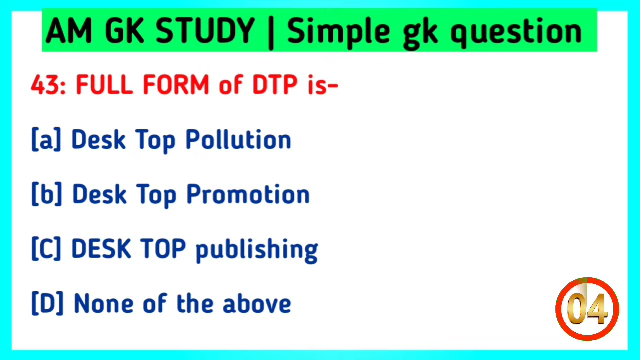 AM GK STUDY | Simple gk question
43: FULL FORM of DTP is-
[a] Desk Top Pollution
[b] Desk Top Promotion
[C] DESK TOP publishing
[D] None of the above
04